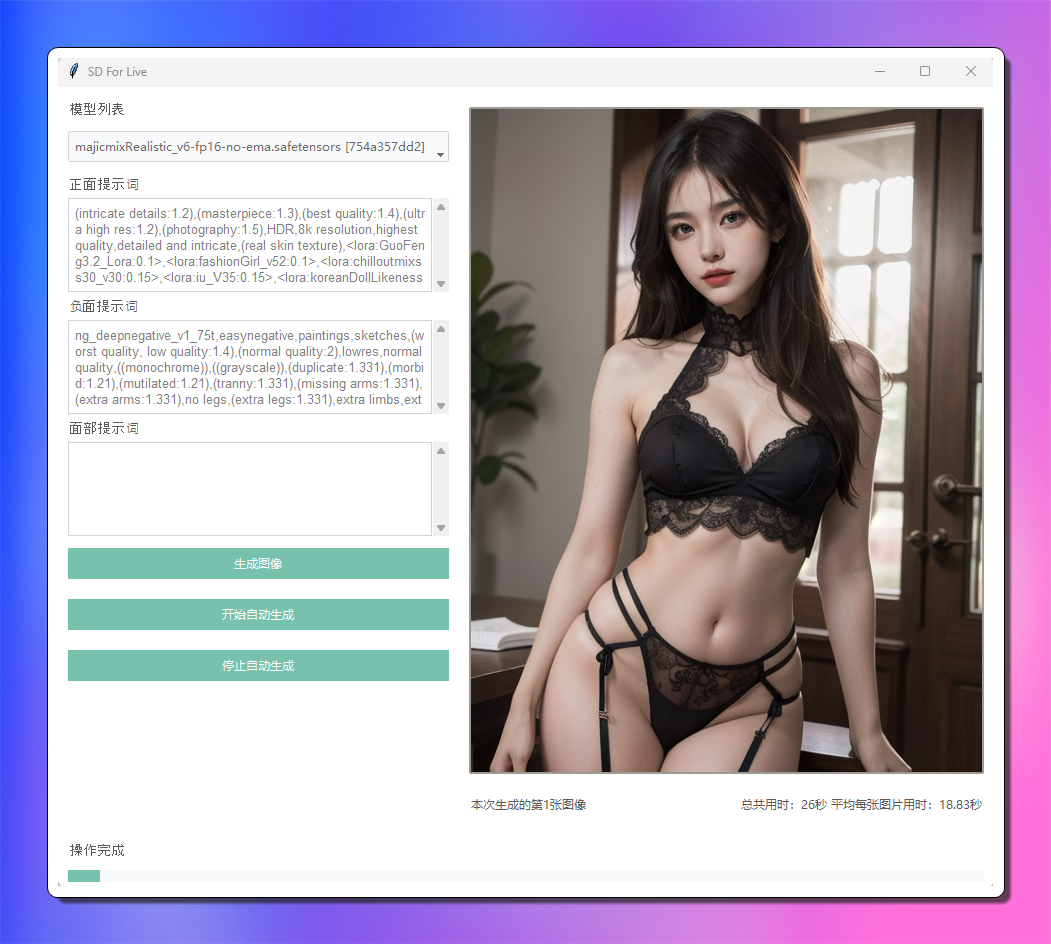 SD For Live
模型列表
majicmixRealistic_v6-fp16-no-ema.safetensors [754a357dd2]
正面提示词
(intricate details:1.2),(masterpiece:1.3),(best quality:1.4),(ultr
a high res:1.2),(photography:1.5),HDR,8k resolution,highest
quality,detailed and intricate,(real skin texture),<lora:GuoFen
g3.2_Lora:0.1>,<lora:fashionGirl_v52:0.1>,<lora:chilloutmixs
s30_v30:0.15>,<lora:iu_V35:0.15>,<lora:koreanDollLikeness
负面提示词
ng_deepnegative_v1_75t,easynegative,paintings,sketches,(w
orst quality, low quality:1.4),(normal quality:2),lowres,normal
quality,((monochrome)),((grayscale)),(duplicate:1.331),(morbi
d:1.21),(mutilated:1.21),(tranny:1.331),(missing arms:1.331),
(extra arms:1.331),no legs,(extra legs:1.331),extra limbs,ext
面部提示词
生成图像
开始自动生成
停止自动生成
本次生成的第1张图像
总共用时：26秒 平均每张图片用时：18.83秒
操作完成